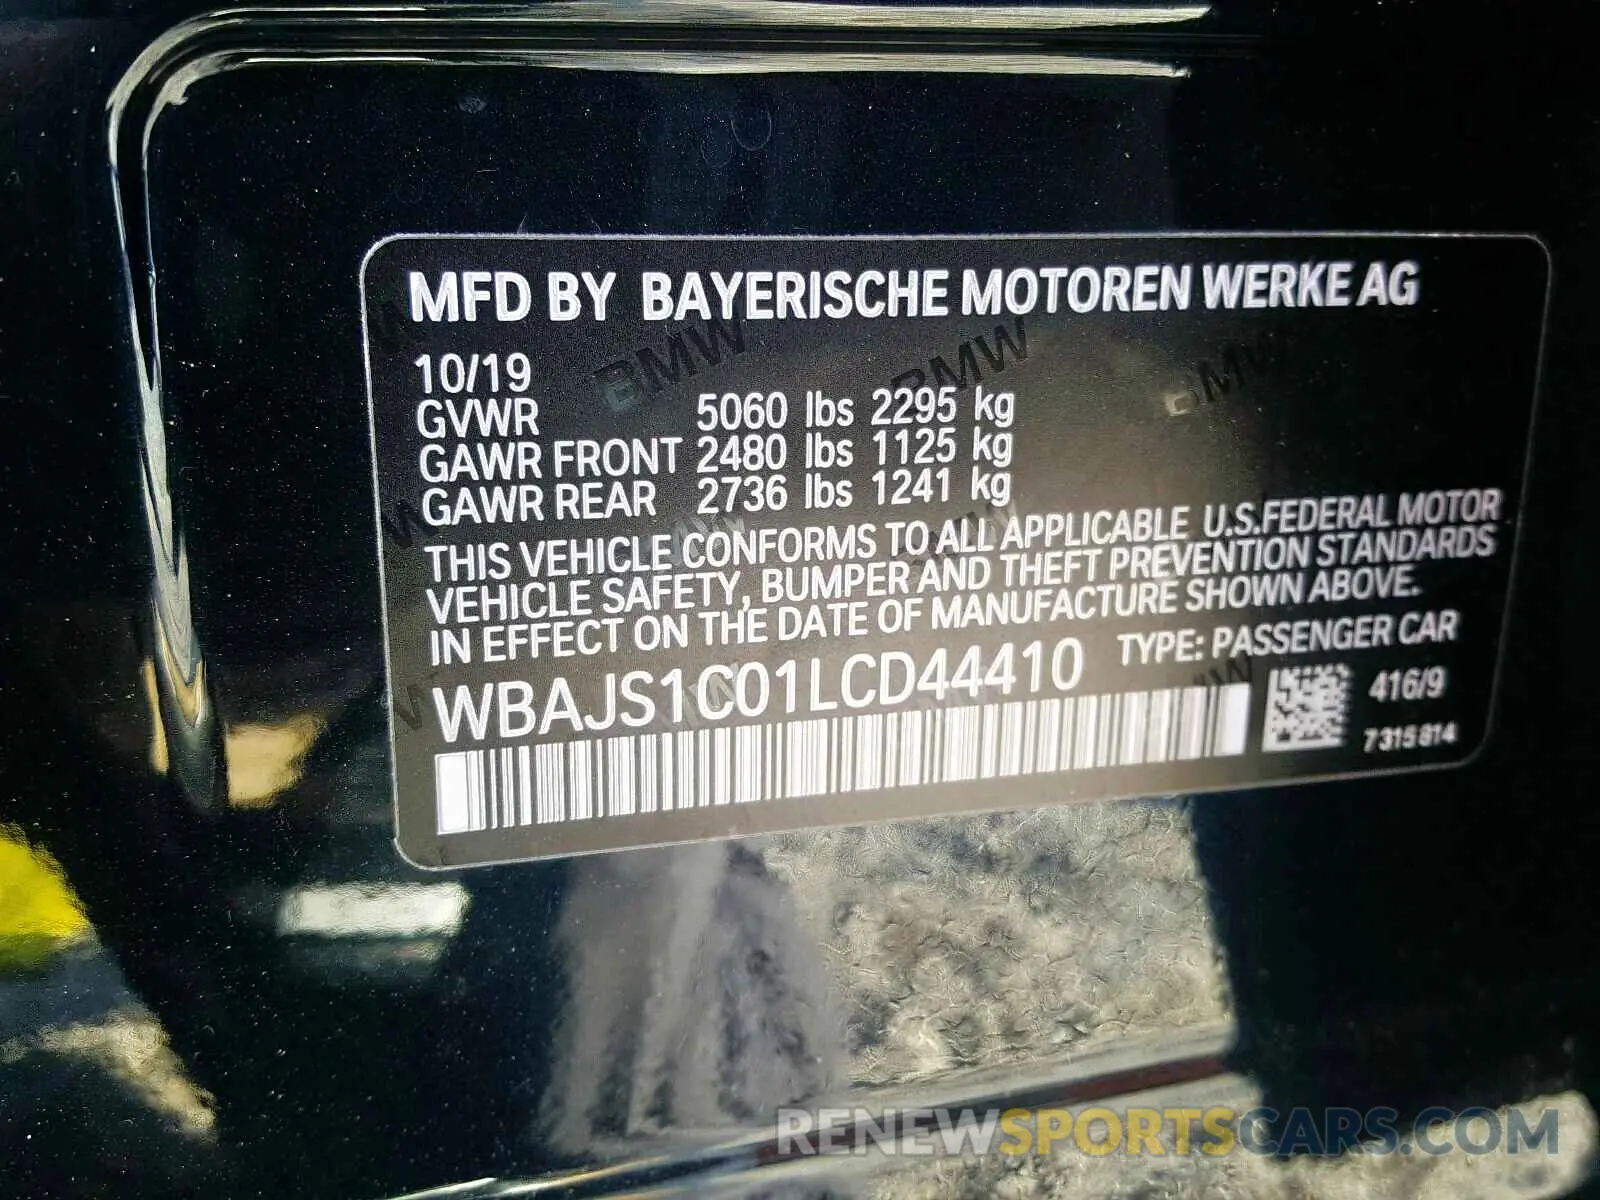 MFD BY BAYERISCHE MOTOREN WERKE AG
10/19
GVWR 5060 lbs 2295 kg
GAWR FRONT 2480 lbs 1125 kg
GAWR REAR 2736 lbs 1241 kg
THIS VEHICLE CONFORMS TO ALL APPLICABLE U.S.FEDERAL MOTOR
VEHICLE SAFETY, BUMPER AND THEFT PREVENTION STANDARDS
IN EFFECT ON THE DATE OF MANUFACTURE SHOWN ABOVE.
WBAJS1C01LCD44410 TYPE: PASSENGER CAR
416/9
7315814
BMW BMW BMW
RENEWSPORTSCARS.COM